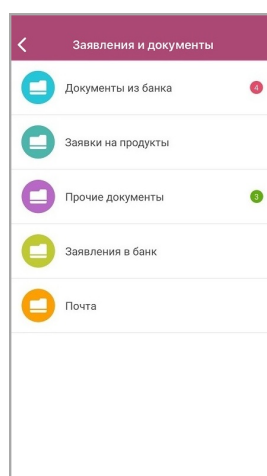 Заявления и документы
Документы из банка 4
Заявки на продукты
Прочие документы 3
Заявления в банк
Почта